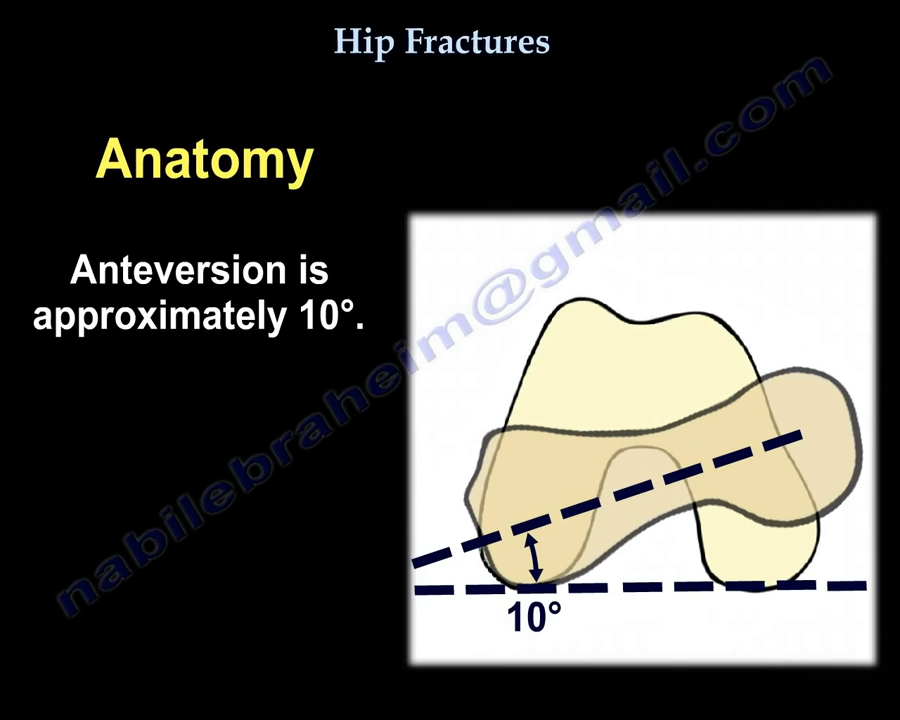 Hip Fractures
Anatomy
Anteversion is
approximately 10°.
nabilebraheim@gmail.com
10°